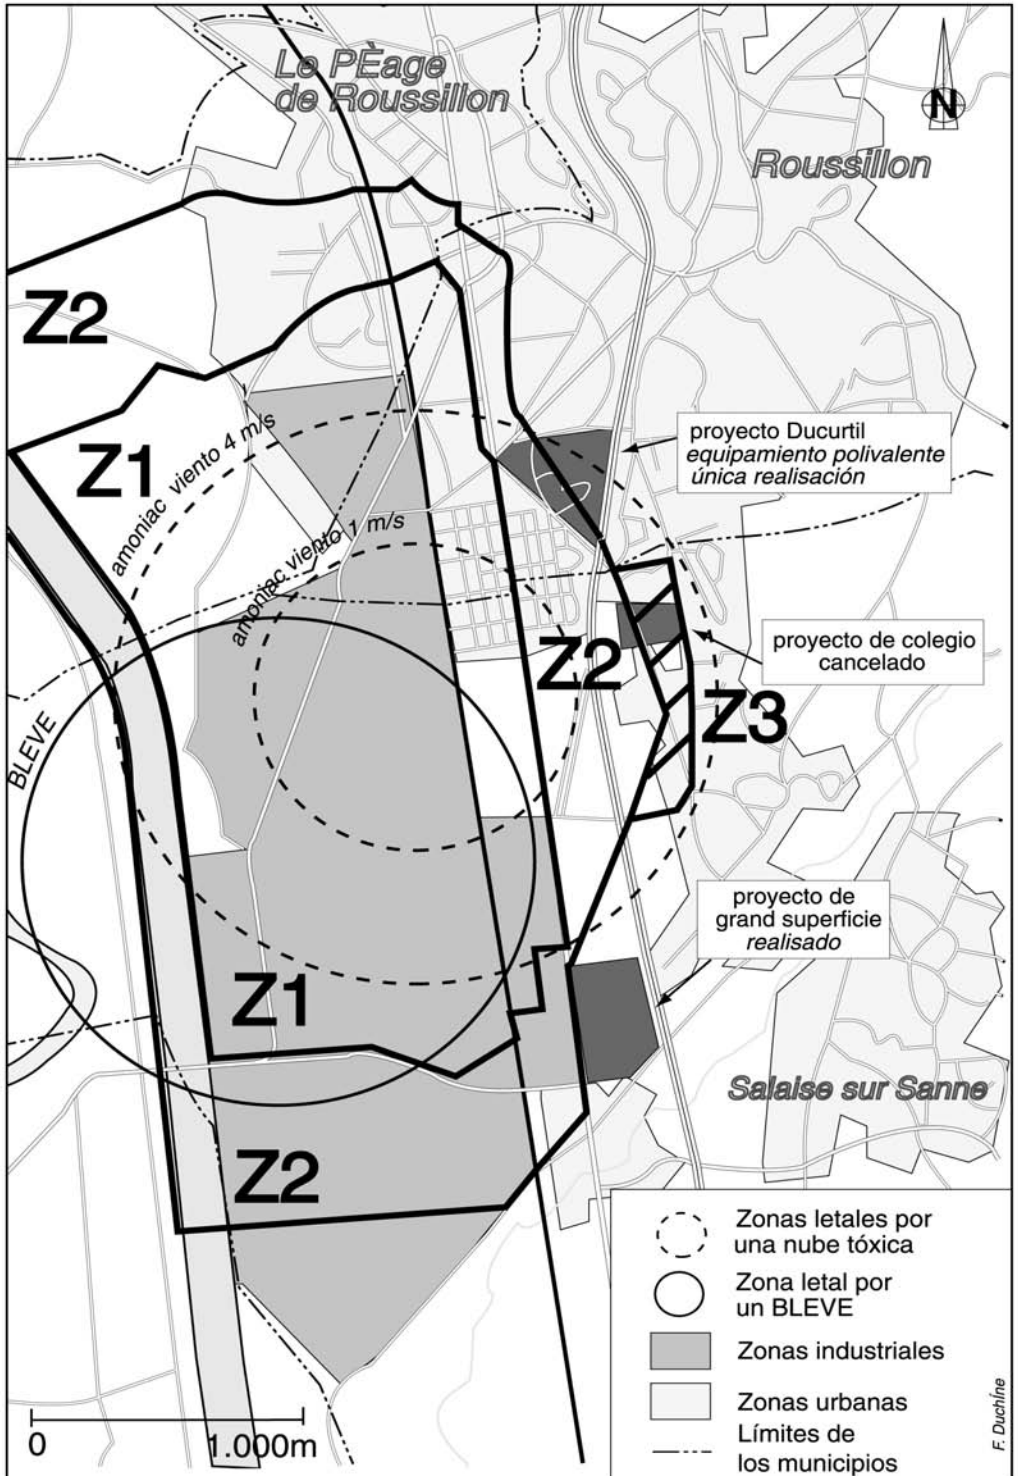 Le PÈage
de Roussillon
N
Roussillon
Z2
Z1
amoniac viento 4 m/s
amoniac viento 1 m/s
proyecto Ducurtil
equipamiento polivalente
única realisación
proyecto de colegio
cancelado
Z2
Z3
BLEVE
proyecto de
grand superficie
realisado
Z1
Salaise sur Sanne
Z2
Zonas letales por
una nube tóxica
Zona letal por
un BLEVE
Zonas industriales
Zonas urbanas
Límites de
los municipios
0
1.000m
F. DuchÍne